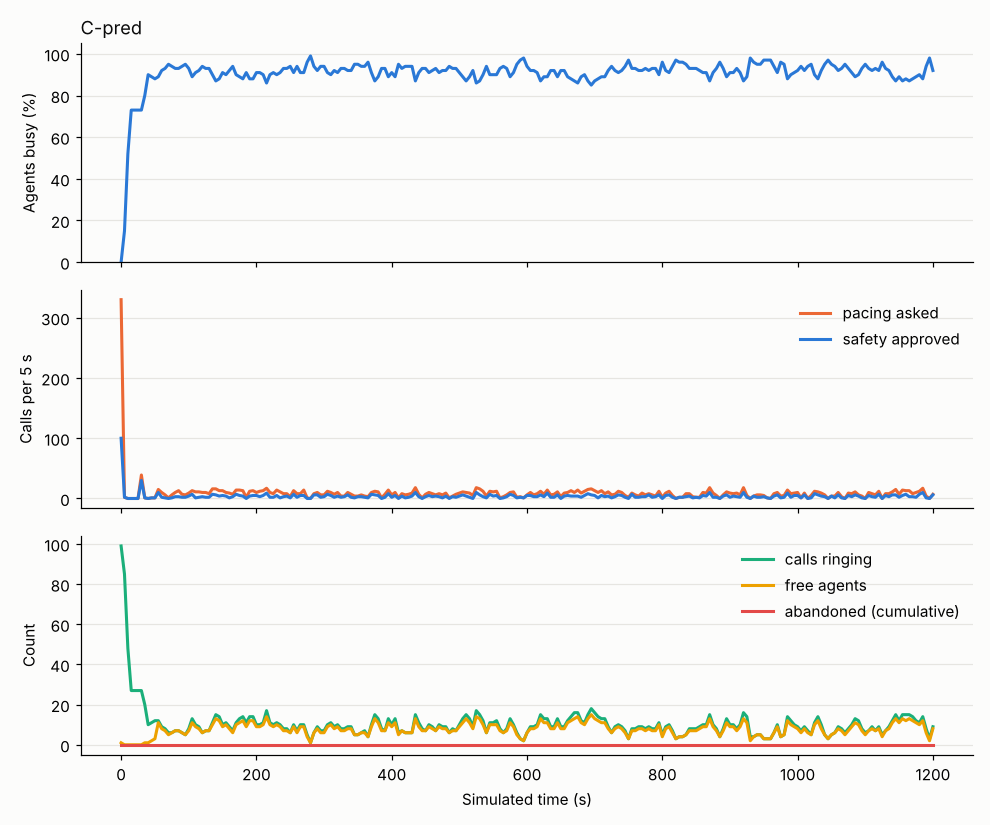 C-pred
100
80
60
40
20
0
Agents busy (%)
300
200
100
0
Calls per 5 s
pacing asked
safety approved
100
80
60
40
20
0
Count
calls ringing
free agents
abandoned (cumulative)
0 200 400 600 800 1000 1200
Simulated time (s)